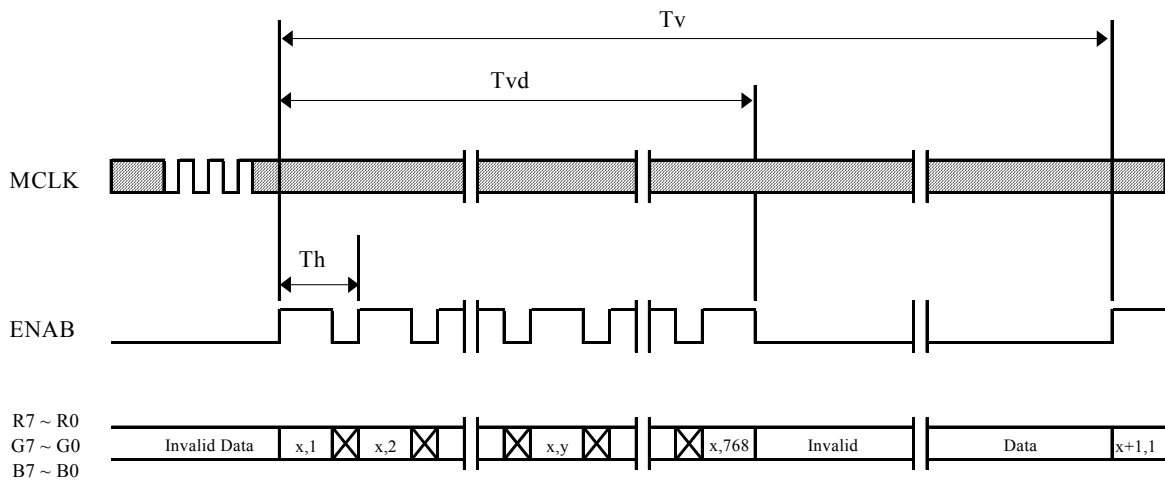 Tv
Tvd
MCLK
Th
ENAB
R7 ~ R0
G7 ~ G0
B7 ~ B0
Invalid Data x,1 x,2 x,y x,768 Invalid Data x+1,1